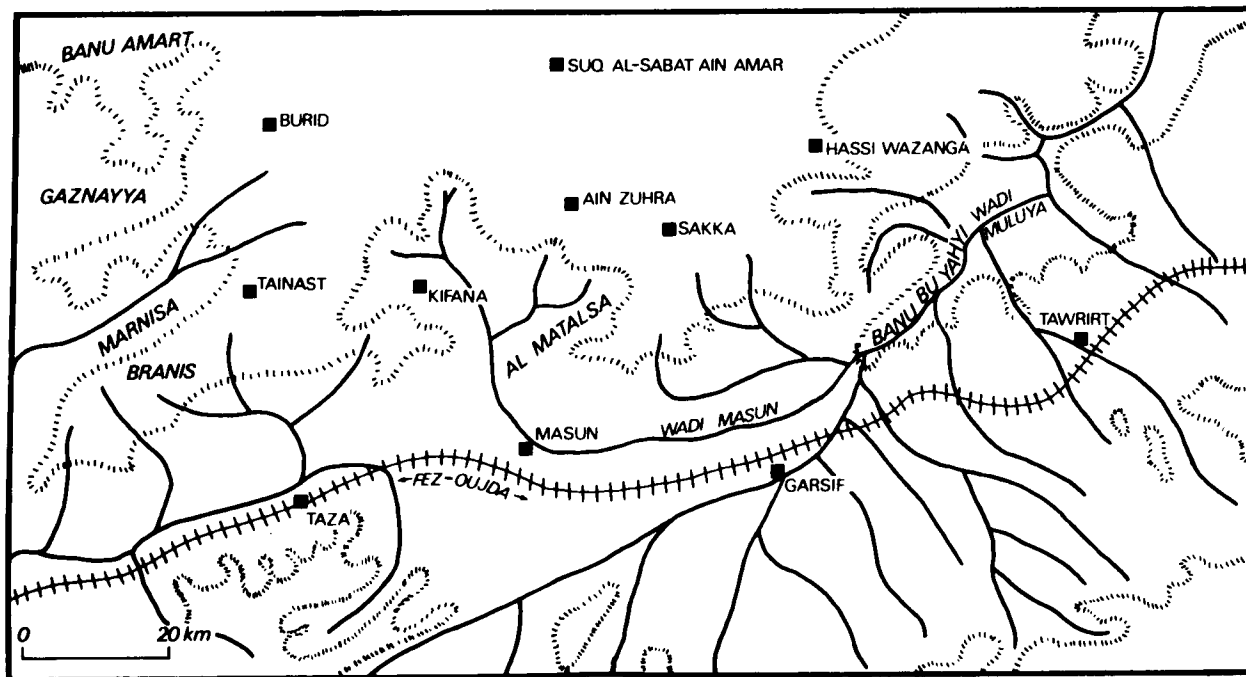 BANU AMART
SUQ AL-SABAT AIN AMAR
BURID
HASSI WAZANGA
GAZNAYYA
AIN ZUHRA
SAKKA
WADI
MULUYA
BANU BU YAHYI
TAINAST
KIFANA
MARNISA
AL MATALSA
TAWRIRT
BRANIS
WADI MASUN
MASUN
GARSIF
FEZ-OUJDA
TAZA
0 20 km